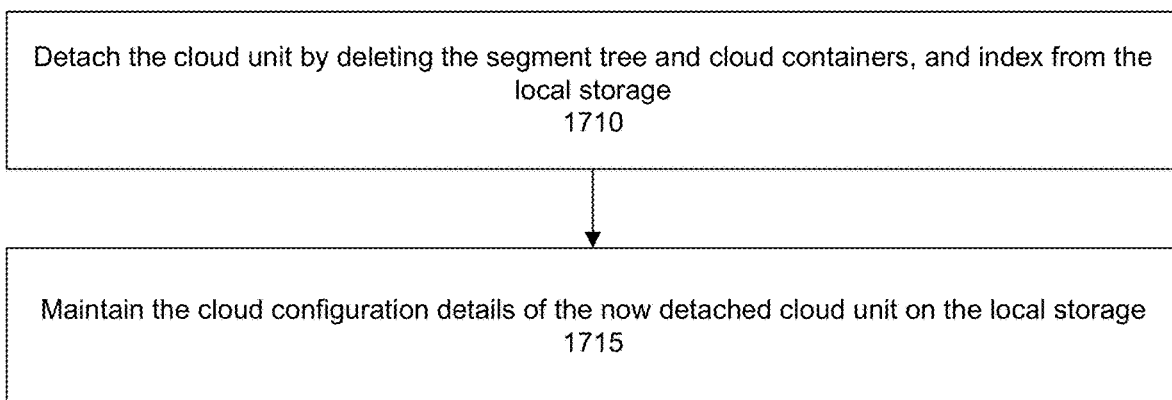 Detach the cloud unit by deleting the segment tree and cloud containers, and index from the
local storage
1710
Maintain the cloud configuration details of the now detached cloud unit on the local storage
1715